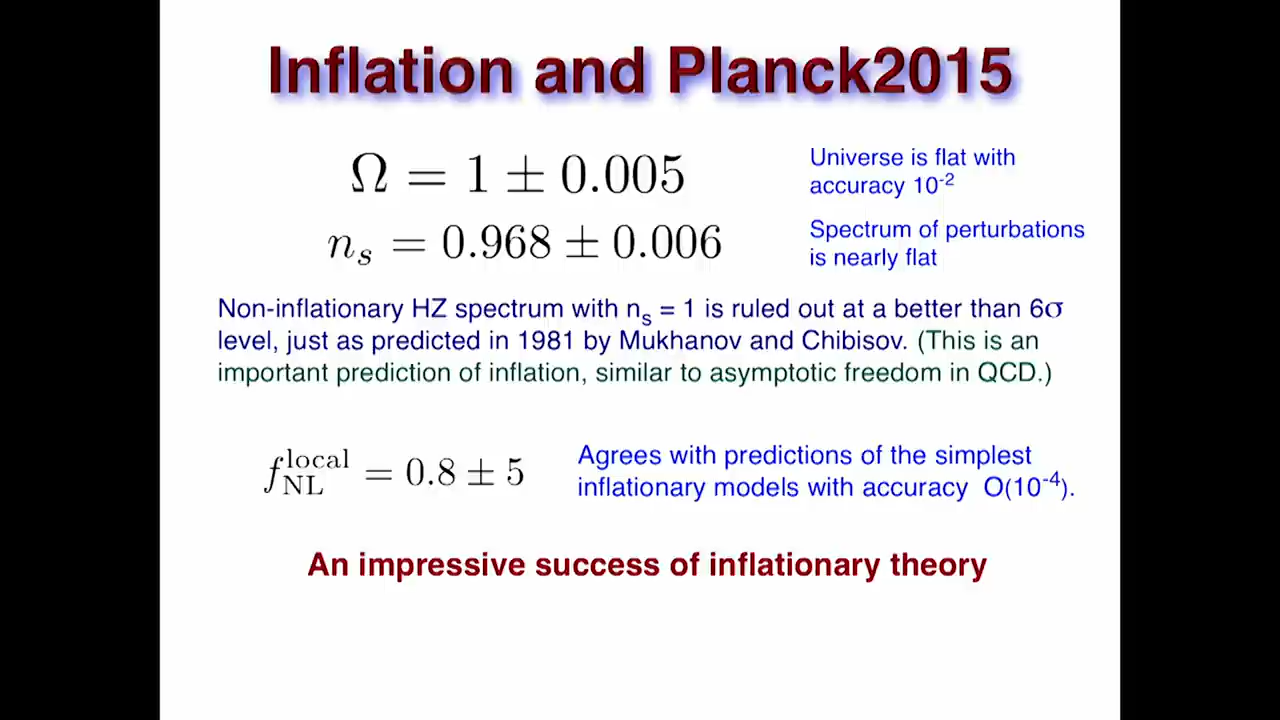 Inflation and Planck2015
Ω = 1 ± 0.005
Universe is flat with
accuracy 10⁻²
n_s = 0.968 ± 0.006
Spectrum of perturbations
is nearly flat
Non-inflationary HZ spectrum with n_s = 1 is ruled out at a better than 6σ
level, just as predicted in 1981 by Mukhanov and Chibisov. (This is an
important prediction of inflation, similar to asymptotic freedom in QCD.)
f_NL^local = 0.8 ± 5
Agrees with predictions of the simplest
inflationary models with accuracy O(10⁻⁴).
An impressive success of inflationary theory